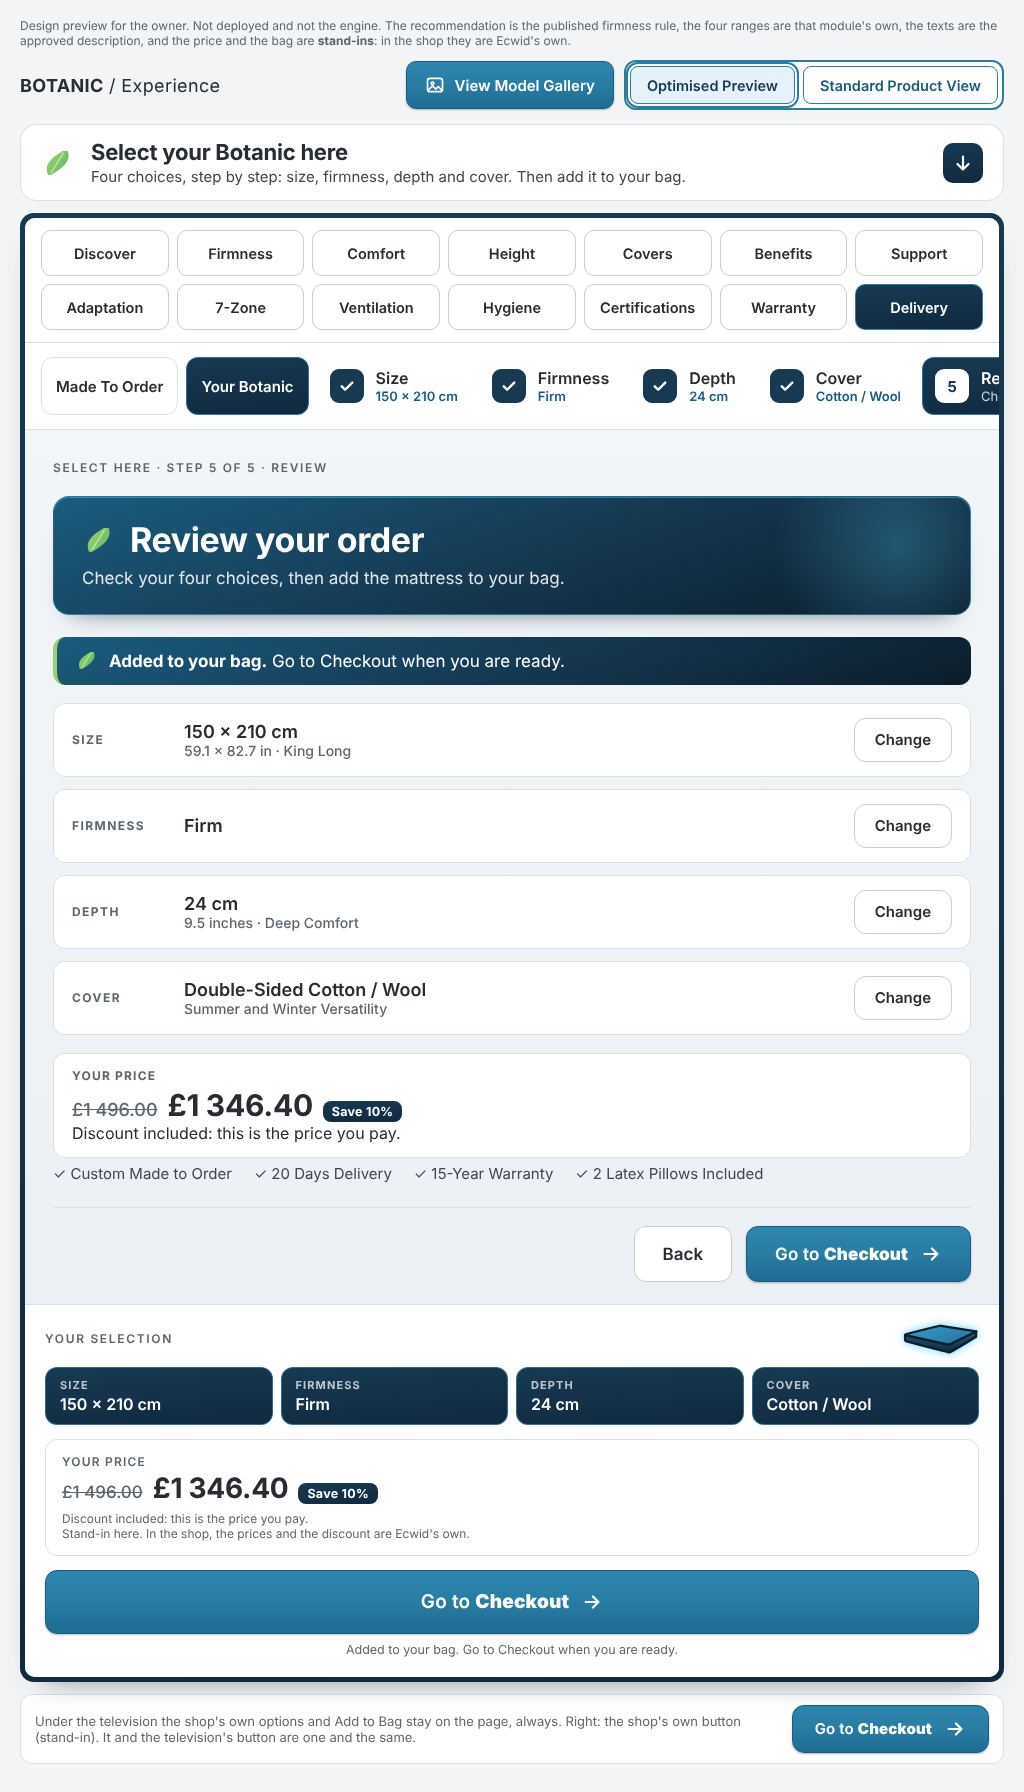 Design preview for the owner. Not deployed and not the engine. The recommendation is the published firmness rule, the four ranges are that module's own, the texts are the
approved description, and the price and the bag are stand-ins: in the shop they are Ecwid's own.
BOTANIC / Experience
View Model Gallery
Optimised Preview
Standard Product View
Select your Botanic here
Four choices, step by step: size, firmness, depth and cover. Then add it to your bag.
Discover
Firmness
Comfort
Height
Covers
Benefits
Support
Adaptation
7-Zone
Ventilation
Hygiene
Certifications
Warranty
Delivery
Made To Order
Your Botanic
Size
150 × 210 cm
Firmness
Firm
Depth
24 cm
Cover
Cotton / Wool
5
Re
Ch
SELECT HERE · STEP 5 OF 5 · REVIEW
Review your order
Check your four choices, then add the mattress to your bag.
Added to your bag. Go to Checkout when you are ready.
SIZE
150 × 210 cm
59.1 × 82.7 in · King Long
Change
FIRMNESS
Firm
Change
DEPTH
24 cm
9.5 inches · Deep Comfort
Change
COVER
Double-Sided Cotton / Wool
Summer and Winter Versatility
Change
YOUR PRICE
£1 496.00 £1 346.40 Save 10%
Discount included: this is the price you pay.
✓ Custom Made to Order ✓ 20 Days Delivery ✓ 15-Year Warranty ✓ 2 Latex Pillows Included
Back
Go to Checkout →
YOUR SELECTION
SIZE
150 × 210 cm
FIRMNESS
Firm
DEPTH
24 cm
COVER
Cotton / Wool
YOUR PRICE
£1 496.00 £1 346.40 Save 10%
Discount included: this is the price you pay.
Stand-in here. In the shop, the prices and the discount are Ecwid's own.
Go to Checkout →
Added to your bag. Go to Checkout when you are ready.
Under the television the shop's own options and Add to Bag stay on the page, always. Right: the shop's own button
(stand-in). It and the television's button are one and the same.
Go to Checkout →